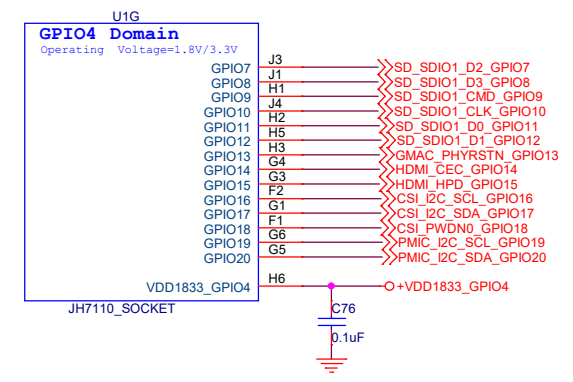 U1G
GPIO4 Domain
Operating Voltage=1.8V/3.3V
GPIO7 J3 SD_SDIO1_D2_GPIO7
GPIO8 J1 SD_SDIO1_D3_GPIO8
GPIO9 H1 SD_SDIO1_CMD_GPIO9
GPIO10 J4 SD_SDIO1_CLK_GPIO10
GPIO11 H2 SD_SDIO1_D0_GPIO11
GPIO12 H5 SD_SDIO1_D1_GPIO12
GPIO13 H3 GMAC_PHYRSTN_GPIO13
GPIO14 G4 HDMI_CEC_GPIO14
GPIO15 G3 HDMI_HPD_GPIO15
GPIO16 F2 CSI_I2C_SCL_GPIO16
GPIO17 G1 CSI_I2C_SDA_GPIO17
GPIO18 F1 CSI_PWDN0_GPIO18
GPIO19 G6 PMIC_I2C_SCL_GPIO19
GPIO20 G5 PMIC_I2C_SDA_GPIO20
VDD1833_GPIO4 H6 +VDD1833_GPIO4
JH7110_SOCKET
C76
0.1uF